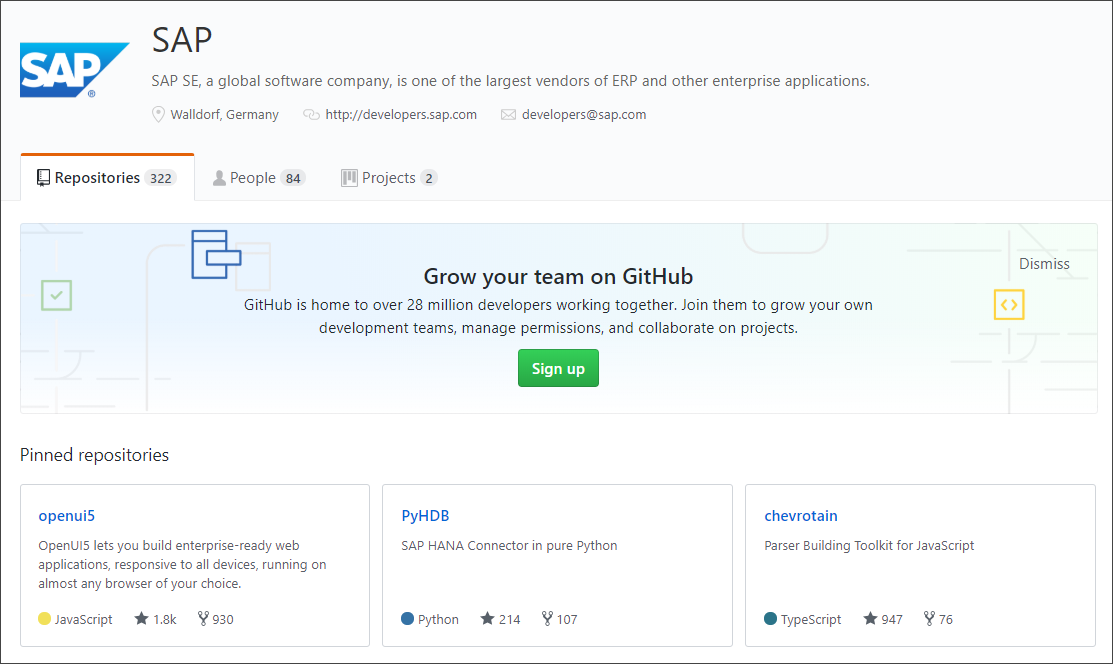 SAP
SAP®
SAP SE, a global software company, is one of the largest vendors of ERP and other enterprise applications.
Walldorf, Germany http://developers.sap.com developers@sap.com
Repositories 322 People 84 Projects 2
Dismiss
Grow your team on GitHub
GitHub is home to over 28 million developers working together. Join them to grow your own
development teams, manage permissions, and collaborate on projects.
Sign up
Pinned repositories
openui5
OpenUI5 lets you build enterprise-ready web
applications, responsive to all devices, running on
almost any browser of your choice.
JavaScript 1.8k 930
PyHDB
SAP HANA Connector in pure Python
Python 214 107
chevrotain
Parser Building Toolkit for JavaScript
TypeScript 947 76